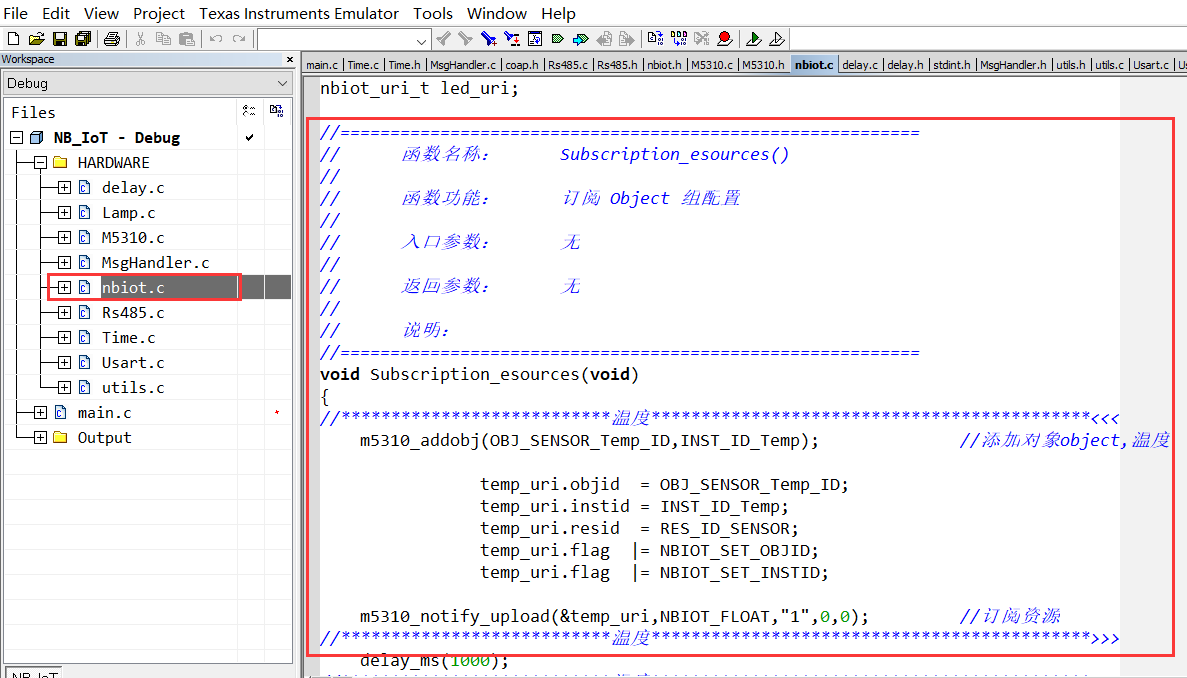 File Edit View Project Texas Instruments Emulator Tools Window Help
Workspace
main.c Time.c Time.h MsgHandler.c coap.h Rs485.c Rs485.h nbiot.h M5310.c M5310.h nbiot.c delay.c delay.h stdint.h MsgHandler.h utils.h utils.c Usart.c
Debug
Files
NB_IoT - Debug
HARDWARE
delay.c
Lamp.c
M5310.c
MsgHandler.c
nbiot.c
Rs485.c
Time.c
Usart.c
utils.c
main.c
Output
NB_IoT
nbiot_uri_t led_uri;
//==========================================================
// 函数名称: Subscription_esources()
//
// 函数功能: 订阅 Object 组配置
//
// 入口参数: 无
//
// 返回参数: 无
//
// 说明:
//==========================================================
void Subscription_esources(void)
{
//***************************温度********************************************<<<
m5310_addobj(OBJ_SENSOR_Temp_ID,INST_ID_Temp); //添加对象object,温度
temp_uri.objid = OBJ_SENSOR_Temp_ID;
temp_uri.instid = INST_ID_Temp;
temp_uri.resid = RES_ID_SENSOR;
temp_uri.flag |= NBIOT_SET_OBJID;
temp_uri.flag |= NBIOT_SET_INSTID;
m5310_notify_upload(&temp_uri,NBIOT_FLOAT,"1",0,0); //订阅资源
//***************************温度********************************************>>>
delay_ms(1000);